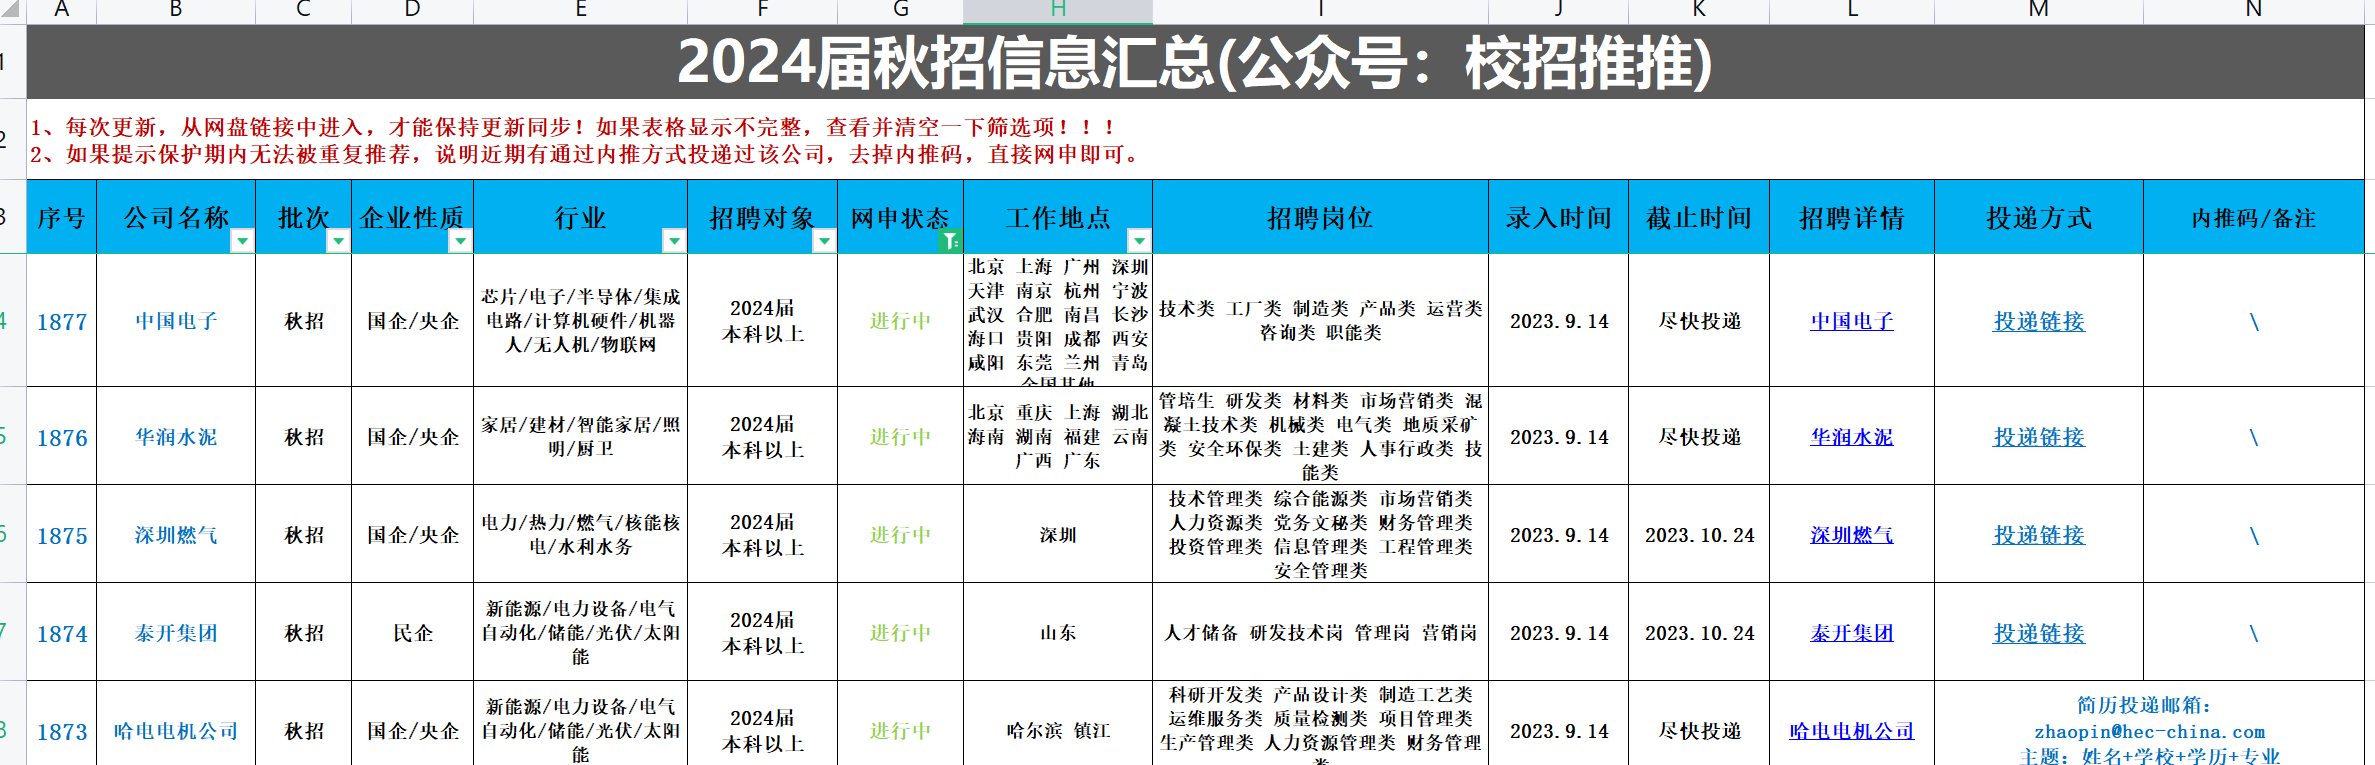 A B C D E F G H I J K L M N
1 2024届秋招信息汇总(公众号：校招推推)
2
1、每次更新，从网盘链接中进入，才能保持更新同步！如果表格显示不完整，查看并清空一下筛选项！！！
2、如果提示保护期内无法被重复推荐，说明近期有通过内推方式投递过该公司，去掉内推码，直接网申即可。
3 序号 公司名称 批次 企业性质 行业 招聘对象 网申状态 工作地点 招聘岗位 录入时间 截止时间 招聘详情 投递方式 内推码/备注
4
1877
中国电子
秋招
国企/央企
芯片/电子/半导体/集成
电路/计算机硬件/机器
人/无人机/物联网
2024届
本科以上
进行中
北京 上海 广州 深圳
天津 南京 杭州 宁波
武汉 合肥 南昌 长沙
海口 贵阳 成都 西安
咸阳 东莞 兰州 青岛
全国其他
技术类 工厂类 制造类 产品类 运营类
咨询类 职能类
2023.9.14
尽快投递
中国电子
投递链接
\
5
1876
华润水泥
秋招
国企/央企
家居/建材/智能家居/照
明/厨卫
2024届
本科以上
进行中
北京 重庆 上海 湖北
海南 湖南 福建 云南
广西 广东
管培生 研发类 材料类 市场营销类 混
凝土技术类 机械类 电气类 地质采矿
类 安全环保类 土建类 人事行政类 技
能类
2023.9.14
尽快投递
华润水泥
投递链接
\
6
1875
深圳燃气
秋招
国企/央企
电力/热力/燃气/核能核
电/水利水务
2024届
本科以上
进行中
深圳
技术管理类 综合能源类 市场营销类
人力资源类 党务文秘类 财务管理类
投资管理类 信息管理类 工程管理类
安全管理类
2023.9.14
2023.10.24
深圳燃气
投递链接
\
7
1874
泰开集团
秋招
民企
新能源/电力设备/电气
自动化/储能/光伏/太阳
能
2024届
本科以上
进行中
山东
人才储备 研发技术岗 管理岗 营销岗
2023.9.14
2023.10.24
泰开集团
投递链接
\
8
1873
哈电电机公司
秋招
国企/央企
新能源/电力设备/电气
自动化/储能/光伏/太阳
能
2024届
本科以上
进行中
哈尔滨 镇江
科研开发类 产品设计类 制造工艺类
运维服务类 质量检测类 项目管理类
生产管理类 人力资源管理类 财务管理
类
2023.9.14
尽快投递
哈电电机公司
简历投递邮箱：
zhaopin@hec-china.com
主题：姓名+学校+学历+专业